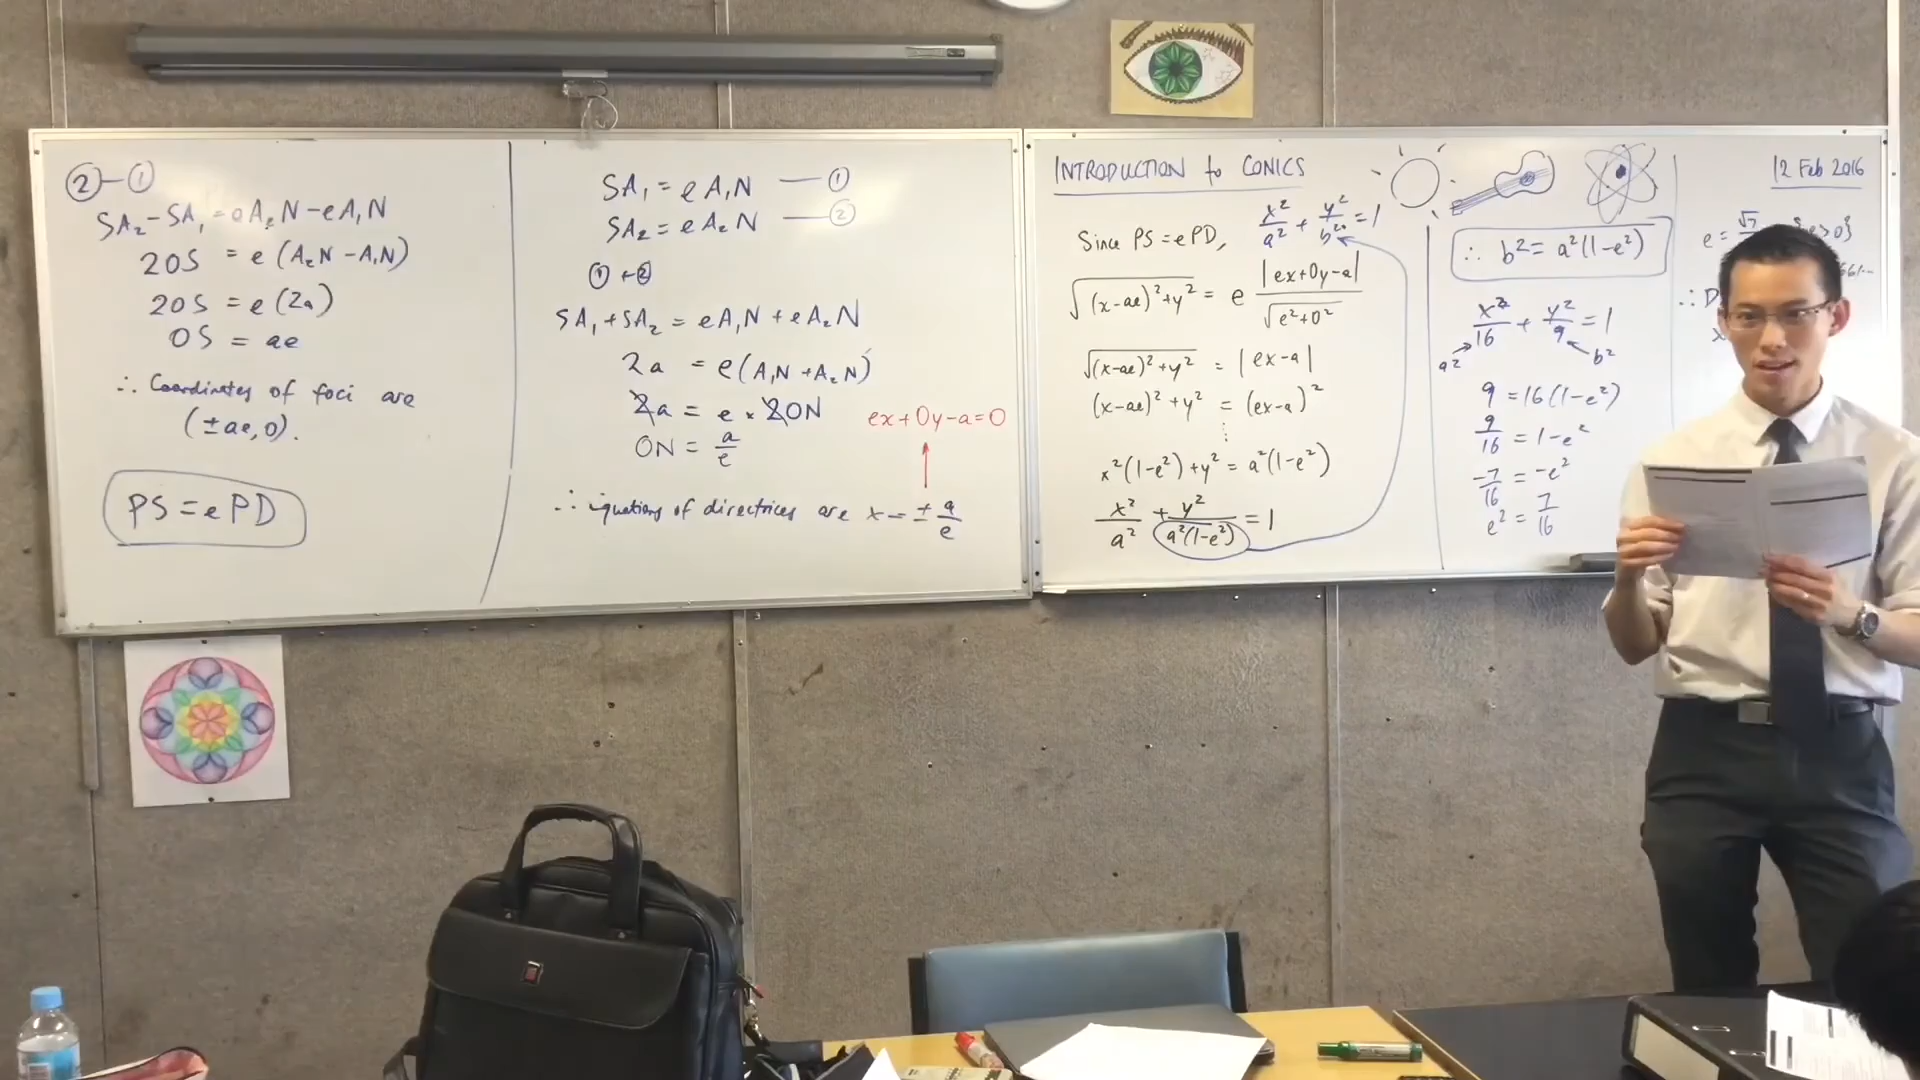 ② – ①
SA₂ – SA₁ = eA₂N – eA₁N
2OS = e(A₂N – A₁N)
2OS = e(2a)
OS = ae
∴ Coordinates of foci are
(±ae, 0).
PS = ePD
SA₁ = eA₁N — ①
SA₂ = eA₂N — ②
① + ②
SA₁ + SA₂ = eA₁N + eA₂N
2a = e(A₁N + A₂N)
2a = e × 2ON
ON = a/e
ex + 0y – a = 0
∴ equations of directrices are x = ± a/e
INTRODUCTION to CONICS
Since PS = ePD, x²/a² + y²/b² = 1
√((x–ae)² + y²) = e |ex+0y–a| / √(e²+0²)
√((x–ae)² + y²) = |ex–a|
(x–ae)² + y² = (ex–a)²
⋮
x²(1–e²) + y² = a²(1–e²)
x²/a² + y²/(a²(1–e²)) = 1
∴ b² = a²(1–e²)
x²/16 + y²/9 = 1
a² b²
9 = 16(1–e²)
9/16 = 1–e²
–7/16 = –e²
e² = 7/16
12 Feb 2016
e = √7 e>0}
∴ D
x